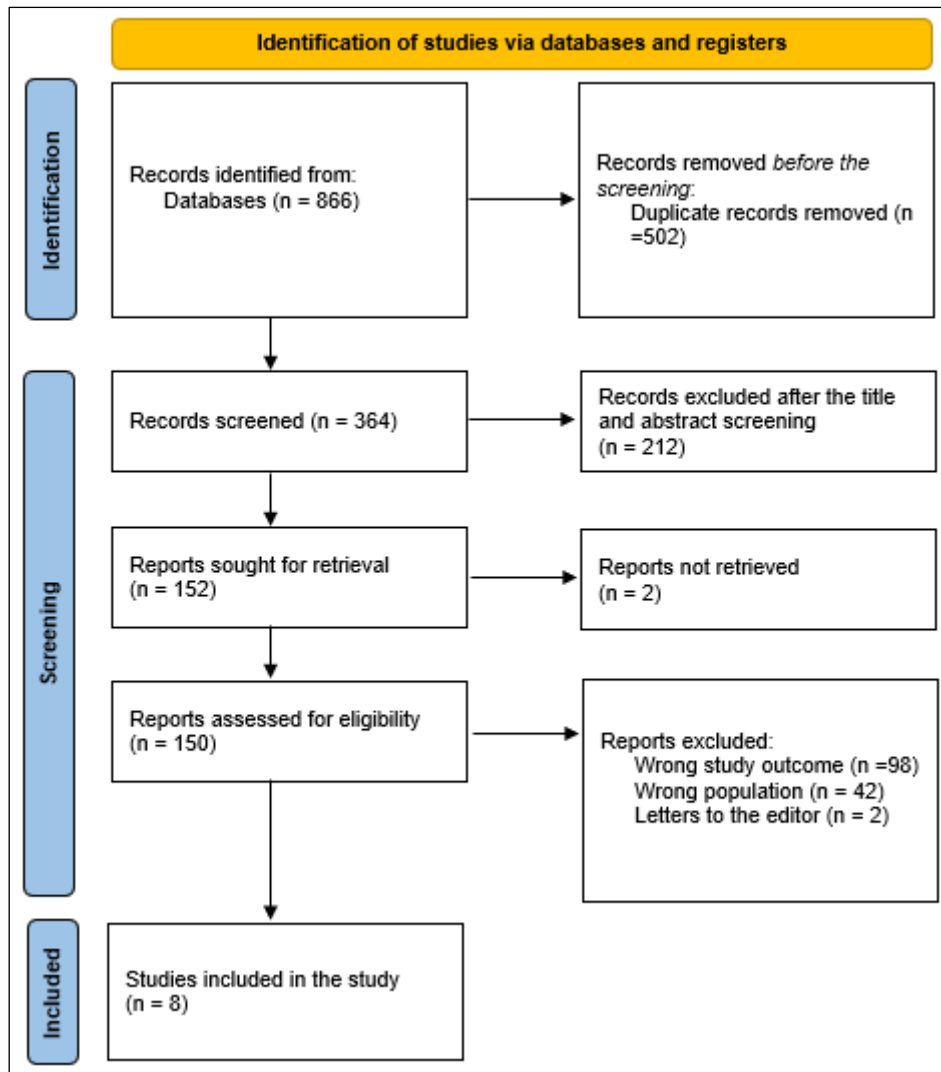 Identification of studies via databases and registers
Identification
Records identified from:
Databases (n = 866)
Records removed before the
screening:
Duplicate records removed (n
=502)
Screening
Records screened (n = 364)
Records excluded after the title
and abstract screening
(n = 212)
Reports sought for retrieval
(n = 152)
Reports not retrieved
(n = 2)
Reports assessed for eligibility
(n = 150)
Reports excluded:
Wrong study outcome (n =98)
Wrong population (n = 42)
Letters to the editor (n = 2)
Included
Studies included in the study
(n = 8)